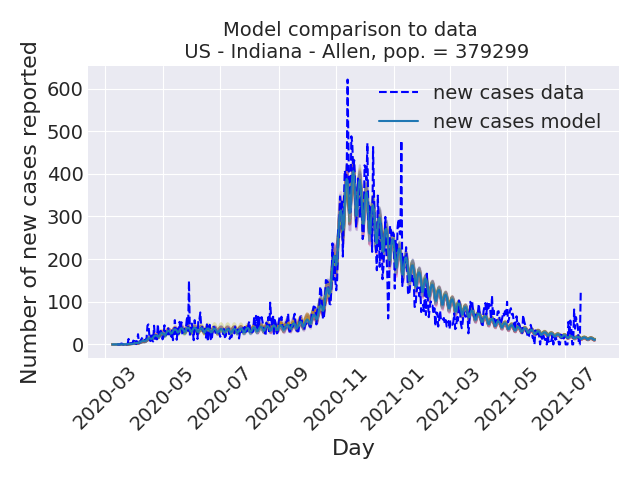 Model comparison to data
US - Indiana - Allen, pop. = 379299
Number of new cases reported
600
500
400
300
200
100
0
new cases data
new cases model
2020-03
2020-05
2020-07
2020-09
2020-11
2021-01
2021-03
2021-05
2021-07
Day